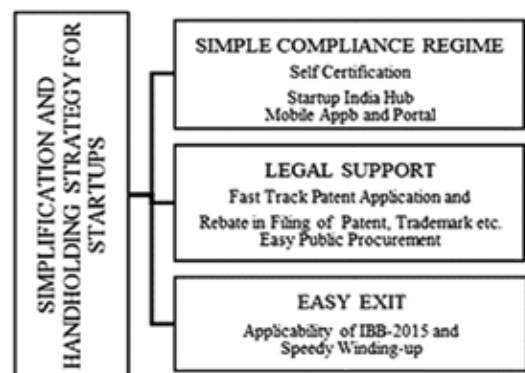 SIMPLIFICATION AND
HANDHOLDING STRATEGY FOR
STARTUPS
SIMPLE COMPLIANCE REGIME
Self Certification
Startup India Hub
Mobile Appb and Portal
LEGAL SUPPORT
Fast Track Patent Application and
Rebate in Filing of Patent, Trademark etc.
Easy Public Procurement
EASY EXIT
Applicability of IBB-2015 and
Speedy Winding-up